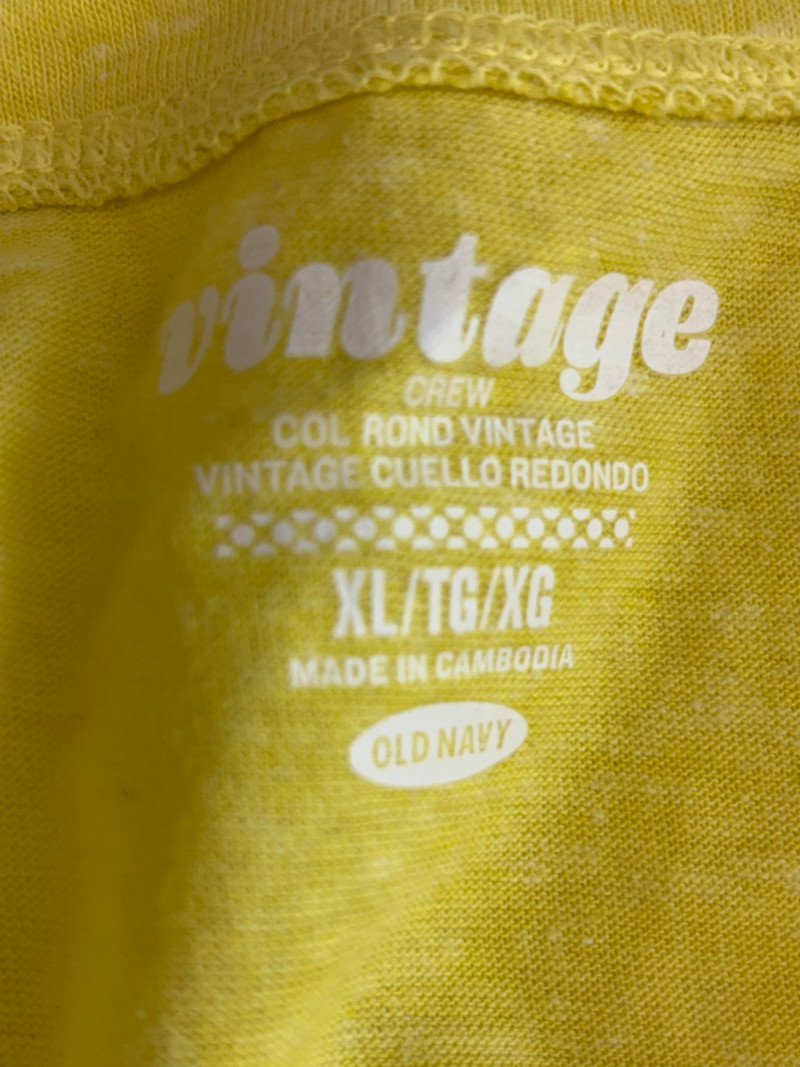 vintage
CREW
COL ROND VINTAGE
VINTAGE CUELLO REDONDO
XL/TG/XG
MADE IN CAMBODIA
OLD NAVY